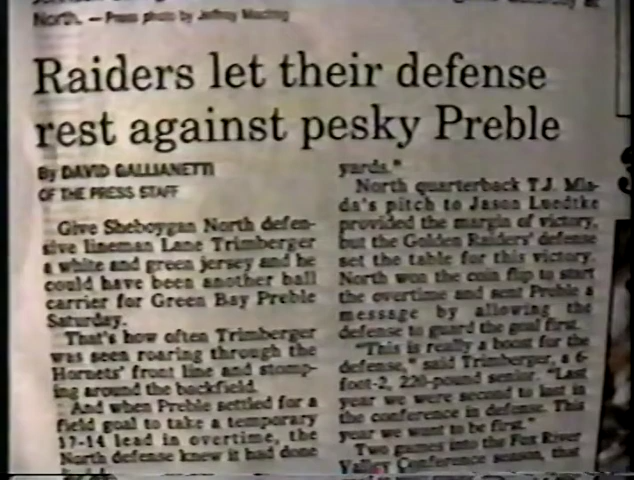 North. — Press photo by Jeffrey
Raiders let their defense
rest against pesky Preble
By DAVID GALLIANETTI
OF THE PRESS STAFF
Give Sheboygan North defen-
sive lineman Lane Trimberger
a white and green jersey and he
could have been another ball
carrier for Green Bay Preble
Saturday.
That's how often Trimberger
was seen roaring through the
Hornets' front line and stomp-
ing around the backfield.
And when Preble settled for a
field goal to take a temporary
17-14 lead in overtime, the
North defense knew it had done
yards."
North quarterback T.J. Mla-
da's pitch to Jason Luedtke
provided the margin of victory,
but the Golden Raiders' defense
set the table for this victory.
North won the coin flip to start
the overtime and sent Preble a
message by allowing the
defense to guard the goal first.
"This is really a boost for the
defense," said Trimberger, a 6-
foot-2, 220-pound senior. "Last
year we were second to last in
the conference in defense. This
year we want to be first."
Two games into the Fox River
Valley Conference season, that